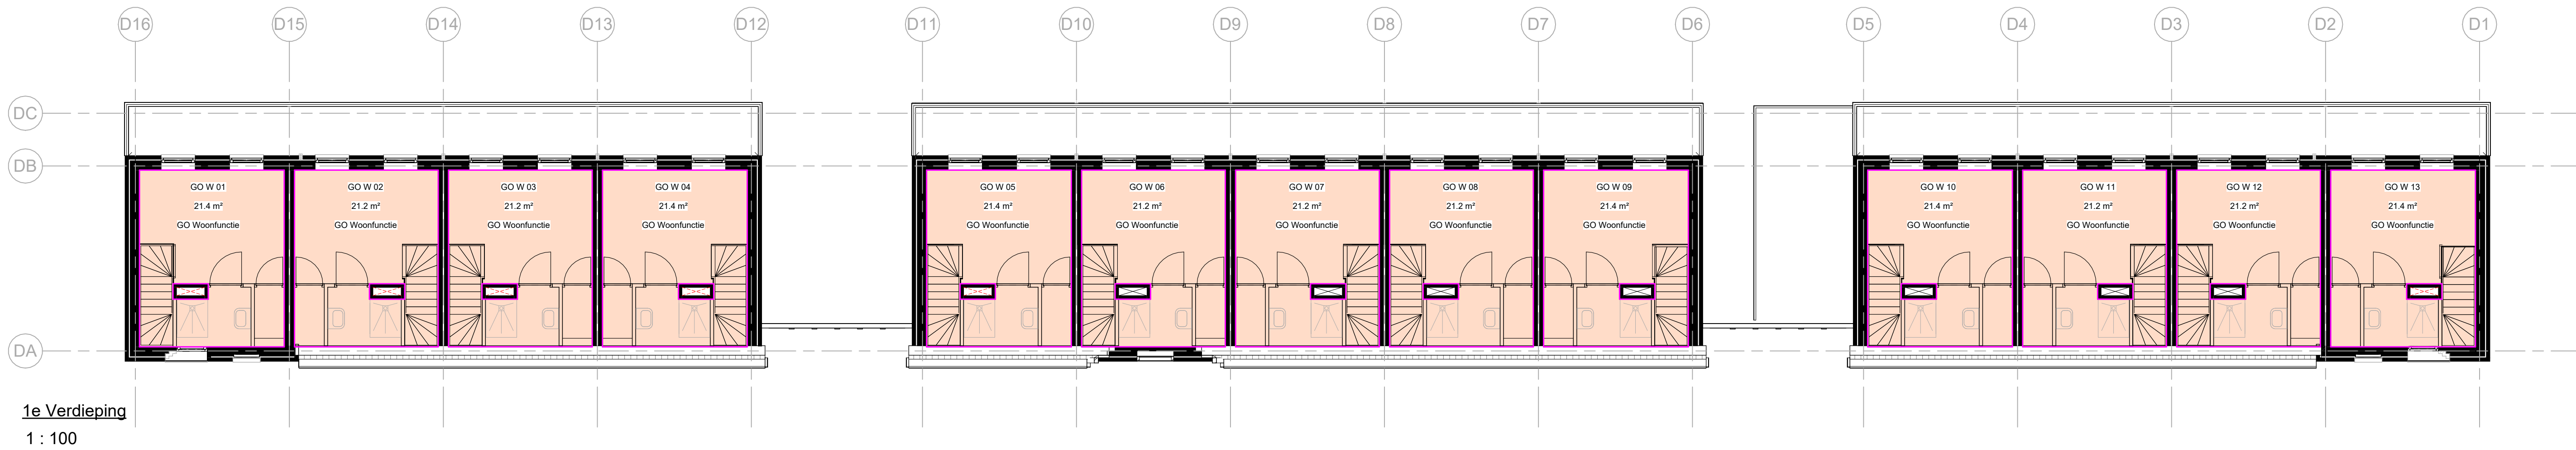 D16 D15 D14 D13 D12 D11 D10 D9 D8 D7 D6 D5 D4 D3 D2 D1
DC
DB
GO W 01
21.4 m²
GO Woonfunctie
GO W 02
21.2 m²
GO Woonfunctie
GO W 03
21.2 m²
GO Woonfunctie
GO W 04
21.4 m²
GO Woonfunctie
GO W 05
21.4 m²
GO Woonfunctie
GO W 06
21.2 m²
GO Woonfunctie
GO W 07
21.2 m²
GO Woonfunctie
GO W 08
21.2 m²
GO Woonfunctie
GO W 09
21.4 m²
GO Woonfunctie
GO W 10
21.4 m²
GO Woonfunctie
GO W 11
21.2 m²
GO Woonfunctie
GO W 12
21.2 m²
GO Woonfunctie
GO W 13
21.4 m²
GO Woonfunctie
DA
1e Verdieping
1 : 100